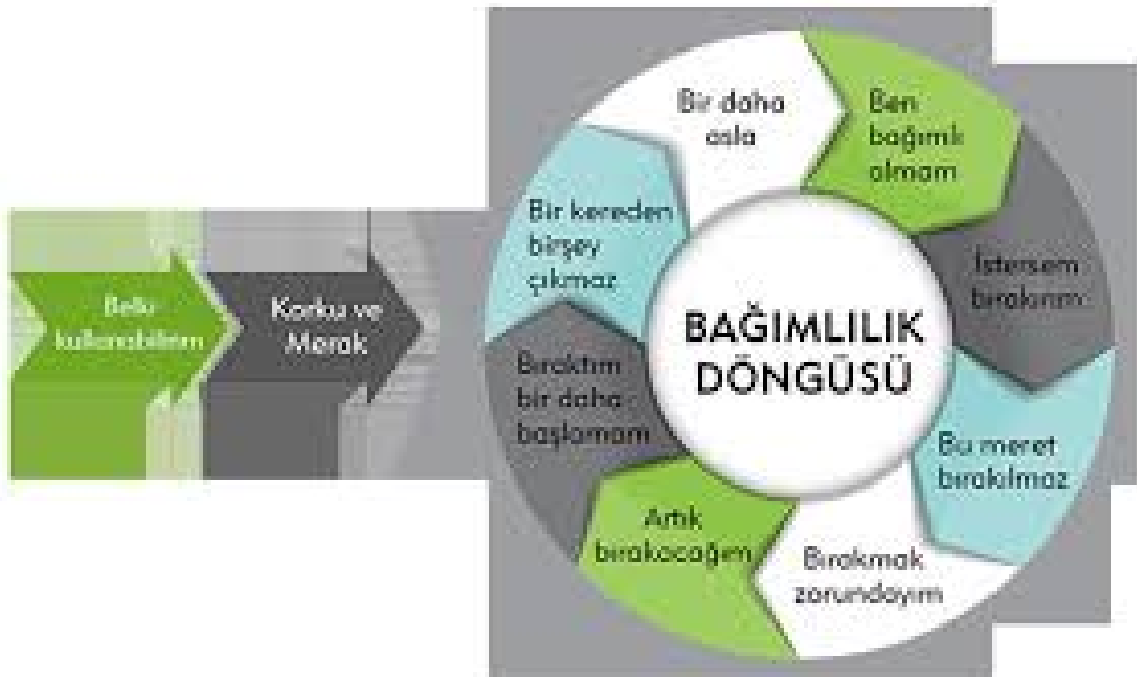 Belki
kullanabilirim
Korku ve
Merak
Bir kereden
birşey
çıkmaz
Bir daha
asla
Ben
bağımlı
olmam
İstersem
bırakırım
Bu meret
bırakılmaz
Bırakmak
zorundayım
Artık
bırakacağım
Bıraktım
bir daha
başlamam
BAĞIMLILIK
DÖNGÜSÜ